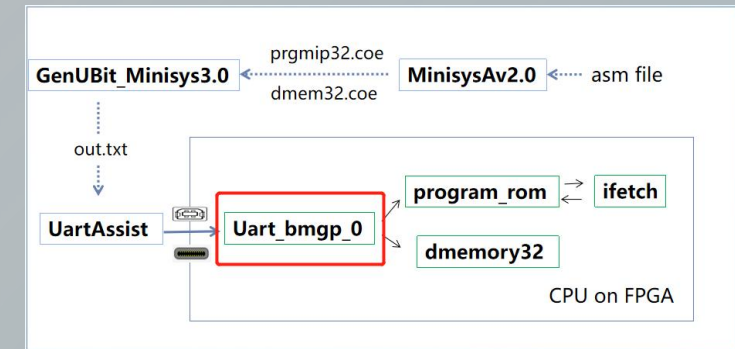 prgmip32.coe
GenUBit_Minisys3.0
MinisysAv2.0
asm file
dmem32.coe
out.txt
program_rom
ifetch
UartAssist
Uart_bmgp_0
dmemory32
CPU on FPGA